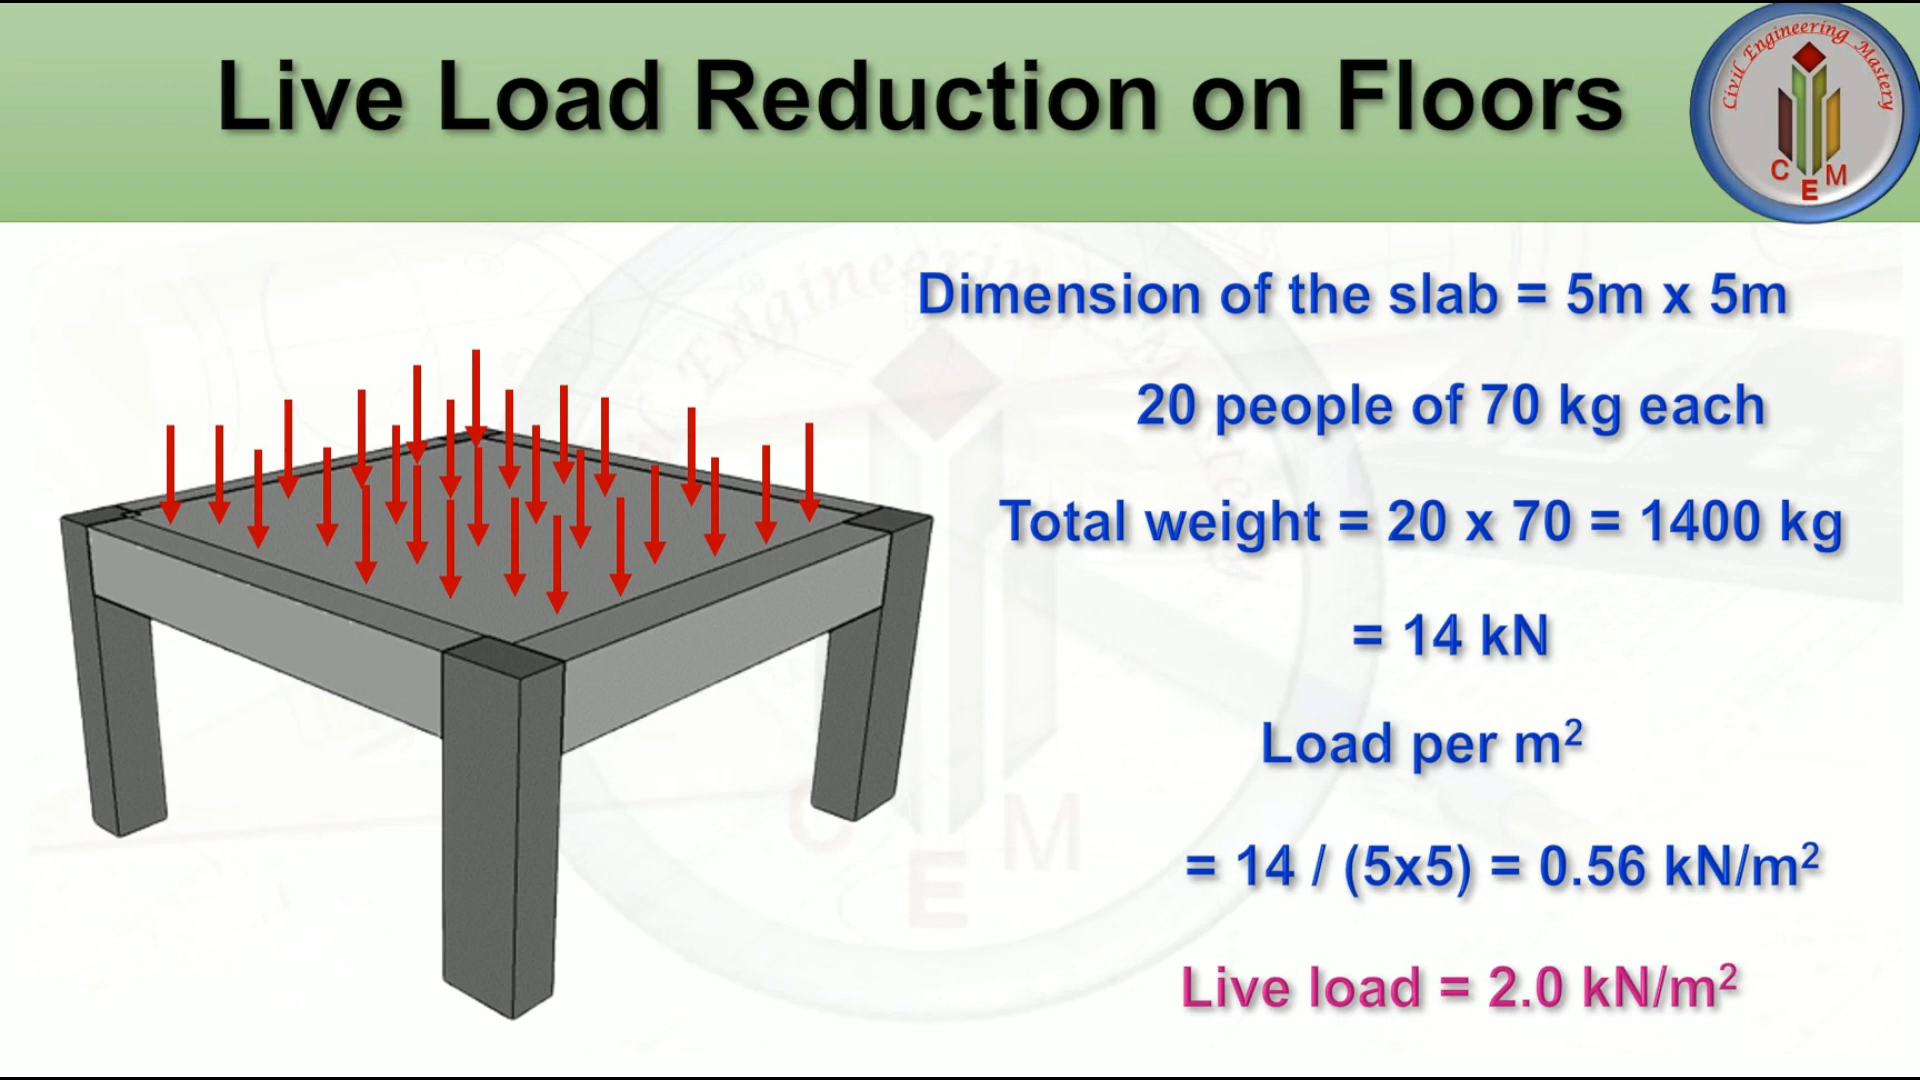 Live Load Reduction on Floors
Civil Engineering Mastery
C E M
Dimension of the slab = 5m x 5m
20 people of 70 kg each
Total weight = 20 x 70 = 1400 kg
= 14 kN
Load per m²
= 14 / (5x5) = 0.56 kN/m²
Live load = 2.0 kN/m²